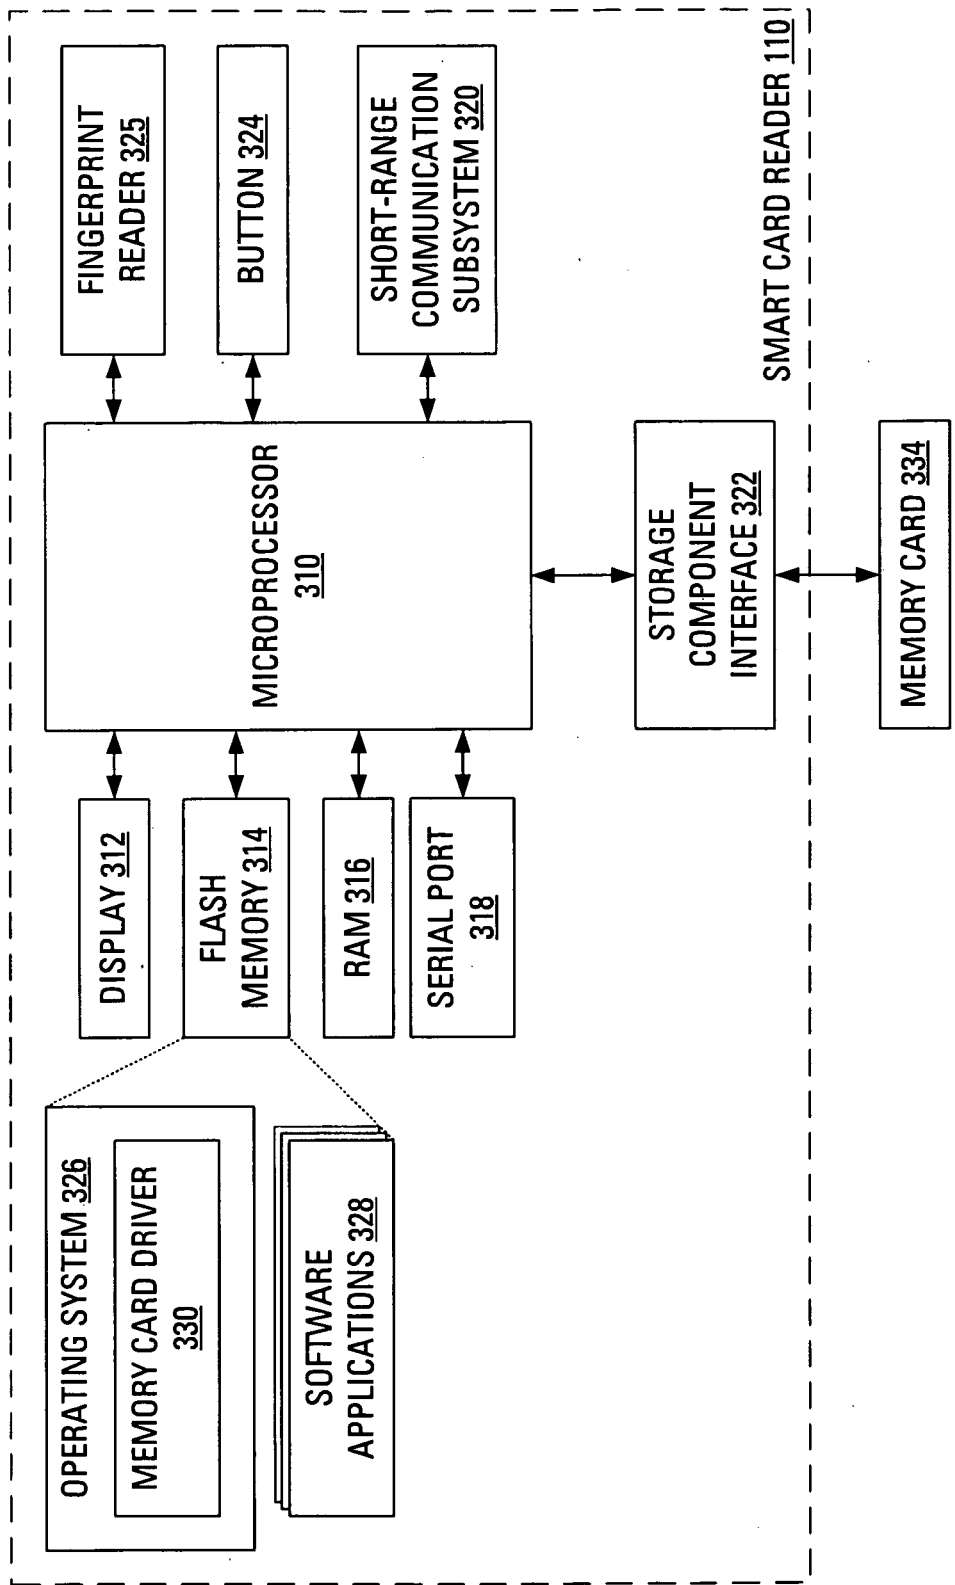 OPERATING SYSTEM 326
MEMORY CARD DRIVER
330
SOFTWARE
APPLICATIONS 328
DISPLAY 312
FLASH
MEMORY 314
RAM 316
SERIAL PORT
318
MICROPROCESSOR
310
FINGERPRINT
READER 325
BUTTON 324
SHORT-RANGE
COMMUNICATION
SUBSYSTEM 320
STORAGE
COMPONENT
INTERFACE 322
SMART CARD READER 110
MEMORY CARD 334